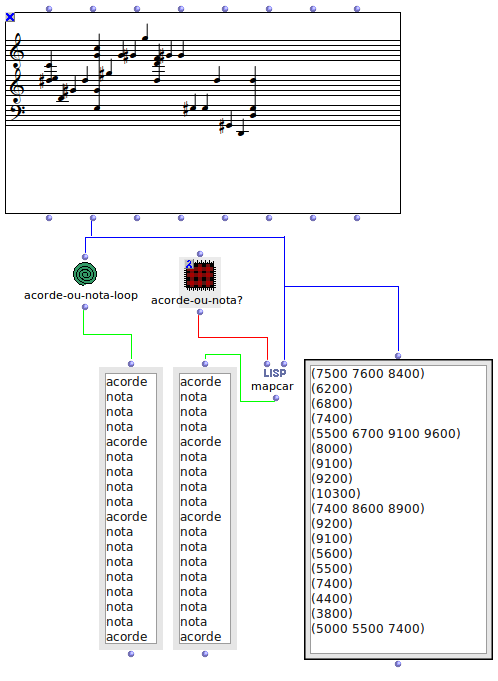 acorde-ou-nota-loop
acorde-ou-nota?
LISP
mapcar
acorde
nota
nota
nota
acorde
nota
nota
nota
nota
acorde
nota
nota
nota
nota
nota
nota
nota
acorde
acorde
nota
nota
nota
acorde
nota
nota
nota
nota
acorde
nota
nota
nota
nota
nota
nota
nota
acorde
(7500 7600 8400)
(6200)
(6800)
(7400)
(5500 6700 9100 9600)
(8000)
(9100)
(9200)
(10300)
(7400 8600 8900)
(9200)
(9100)
(5600)
(5500)
(7400)
(4400)
(3800)
(5000 5500 7400)